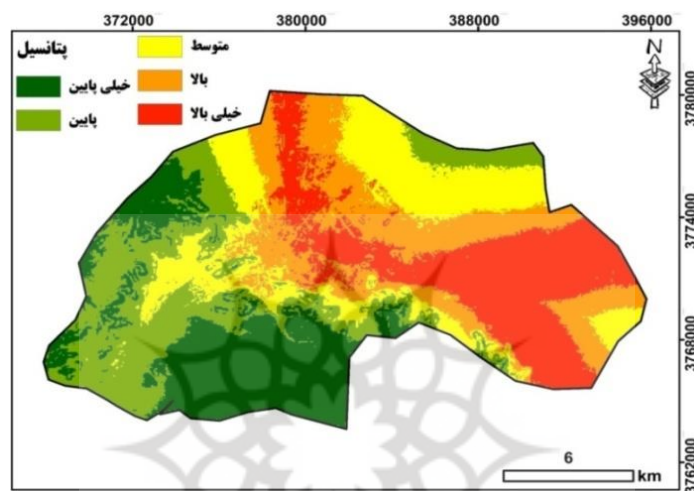 372000 380000 388000 396000
پتانسیل
خیلی پایین
پایین
متوسط
بالا
خیلی بالا
N
3780000
3774000
3768000
3762000
6
km